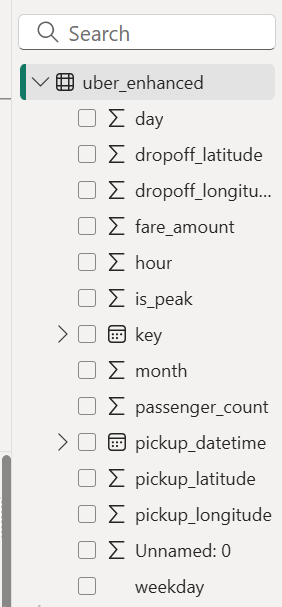 Search
uber_enhanced
day
dropoff_latitude
dropoff_longitu...
fare_amount
hour
is_peak
key
month
passenger_count
pickup_datetime
pickup_latitude
pickup_longitude
Unnamed: 0
weekday